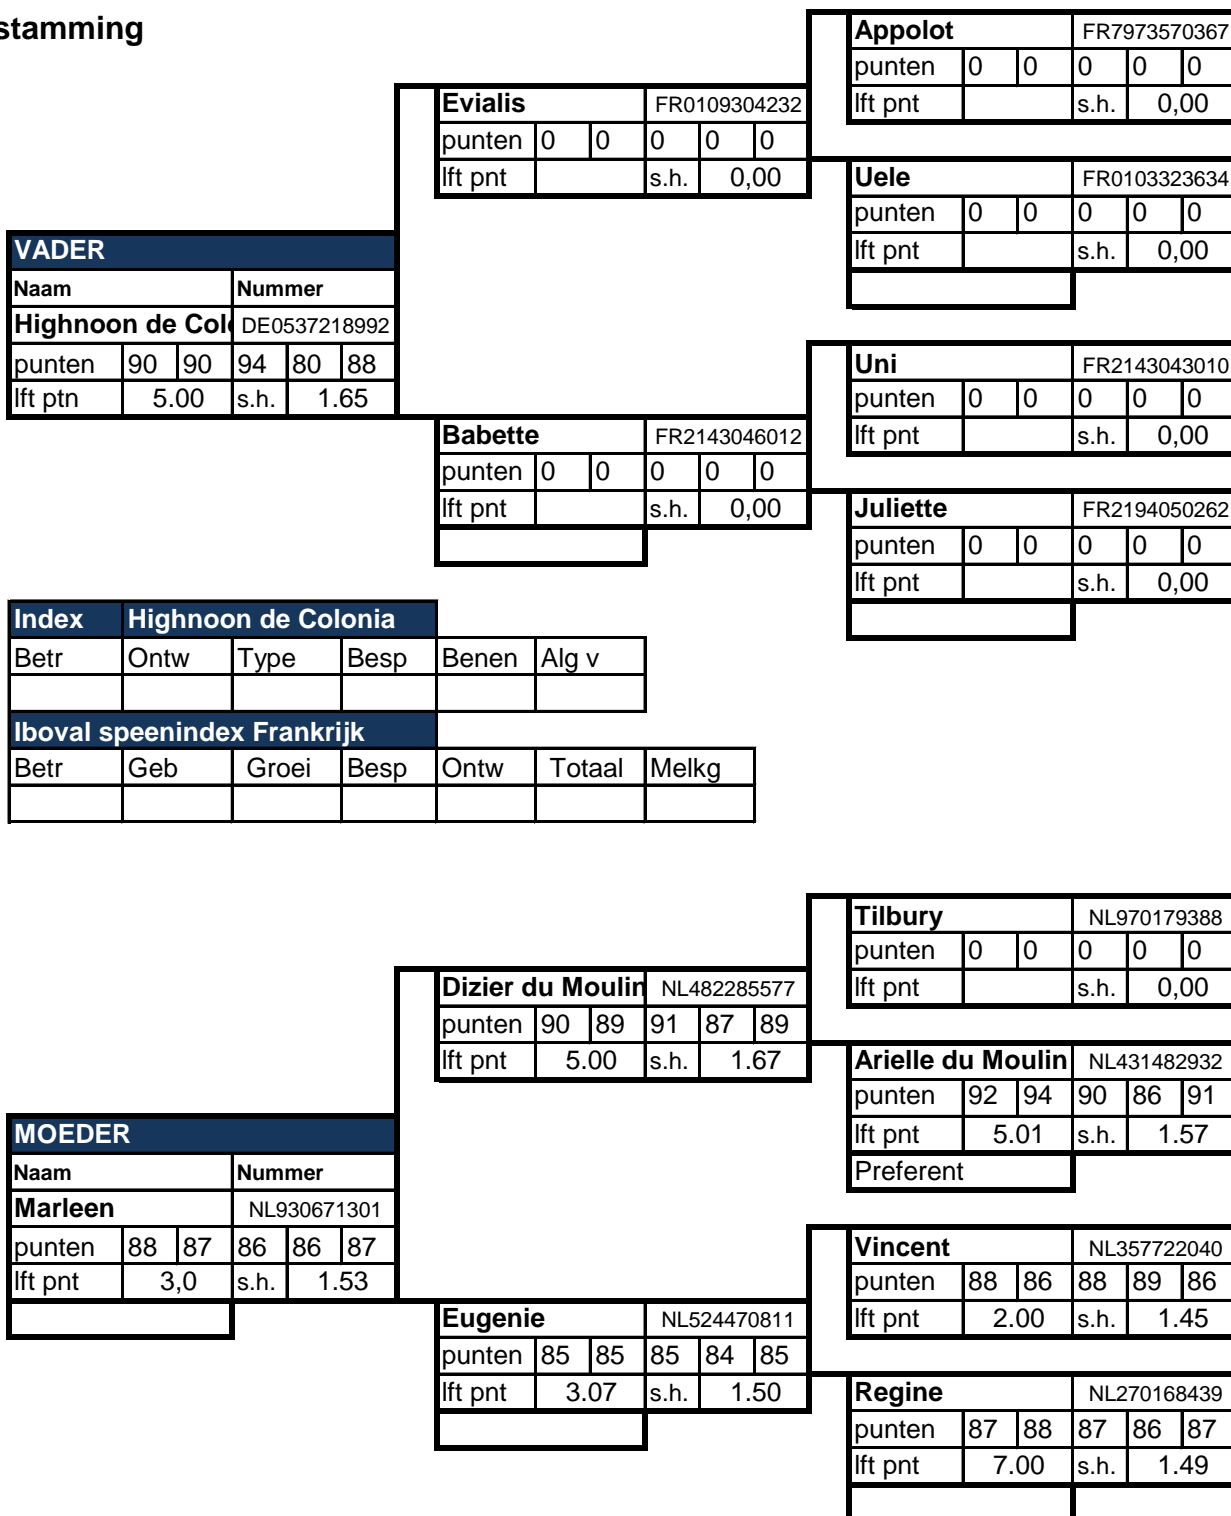 stamming
Appolot FR7973570367
punten 0 0 0 0 0
lft pnt s.h. 0,00
Evialis FR0109304232
punten 0 0 0 0 0
lft pnt s.h. 0,00
Uele FR0103323634
punten 0 0 0 0 0
lft pnt s.h. 0,00
VADER
Naam Nummer
Highnoon de Col DE0537218992
punten 90 90 94 80 88
lft ptn 5.00 s.h. 1.65
Uni FR2143043010
punten 0 0 0 0 0
lft pnt s.h. 0,00
Babette FR2143046012
punten 0 0 0 0 0
lft pnt s.h. 0,00
Juliette FR2194050262
punten 0 0 0 0 0
lft pnt s.h. 0,00
Index Highnoon de Colonia
Betr Ontw Type Besp Benen Alg v
Iboval speenindex Frankrijk
Betr Geb Groei Besp Ontw Totaal Melkg
Tilbury NL970179388
punten 0 0 0 0 0
lft pnt s.h. 0,00
Dizier du Moulin NL482285577
punten 90 89 91 87 89
lft pnt 5.00 s.h. 1.67
Arielle du Moulin NL431482932
punten 92 94 90 86 91
lft pnt 5.01 s.h. 1.57
Preferent
MOEDER
Naam Nummer
Marleen NL930671301
punten 88 87 86 86 87
lft pnt 3,0 s.h. 1.53
Vincent NL357722040
punten 88 86 88 89 86
lft pnt 2.00 s.h. 1.45
Eugenie NL524470811
punten 85 85 85 84 85
lft pnt 3.07 s.h. 1.50
Regine NL270168439
punten 87 88 87 86 87
lft pnt 7.00 s.h. 1.49